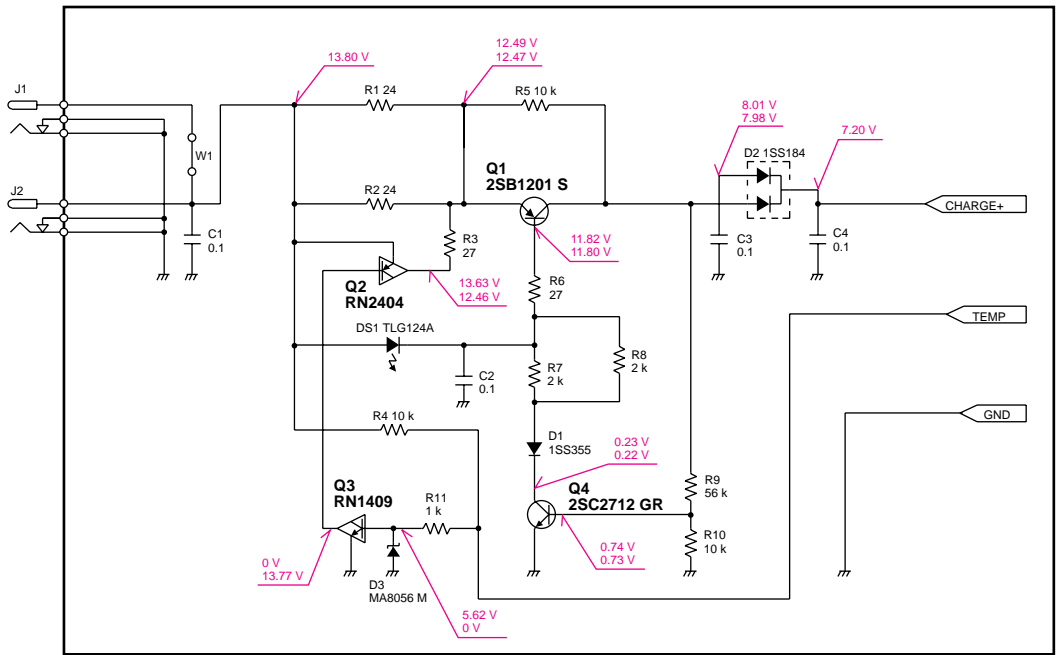 13.80 V
12.49 V
12.47 V
J1
R1 24
R5 10 k
8.01 V
7.98 V
7.20 V
W1
Q1
2SB1201 S
D2 1SS184
J2
R2 24
CHARGE+
C1
0.1
R3
27
11.82 V
11.80 V
C3
0.1
C4
0.1
Q2
RN2404
13.63 V
12.46 V
R6
27
TEMP
DS1 TLG124A
C2
0.1
R7
2 k
R8
2 k
R4 10 k
GND
D1
1SS355
0.23 V
0.22 V
Q3
RN1409
R11
1 k
Q4
2SC2712 GR
R9
56 k
R10
10 k
0 V
13.77 V
0.74 V
0.73 V
D3
MA8056 M
5.62 V
0 V